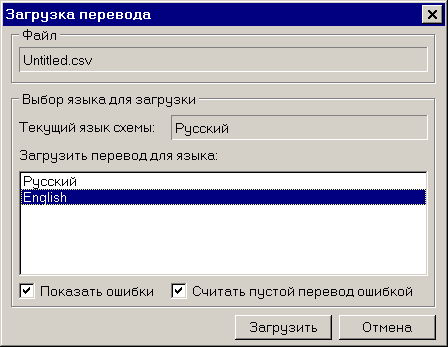 Загрузка перевода
Файл
Untitled.csv
Выбор языка для загрузки
Текущий язык схемы: Русский
Загрузить перевод для языка:
Русский
English
Показать ошибки Считать пустой перевод ошибкой
Загрузить Отмена